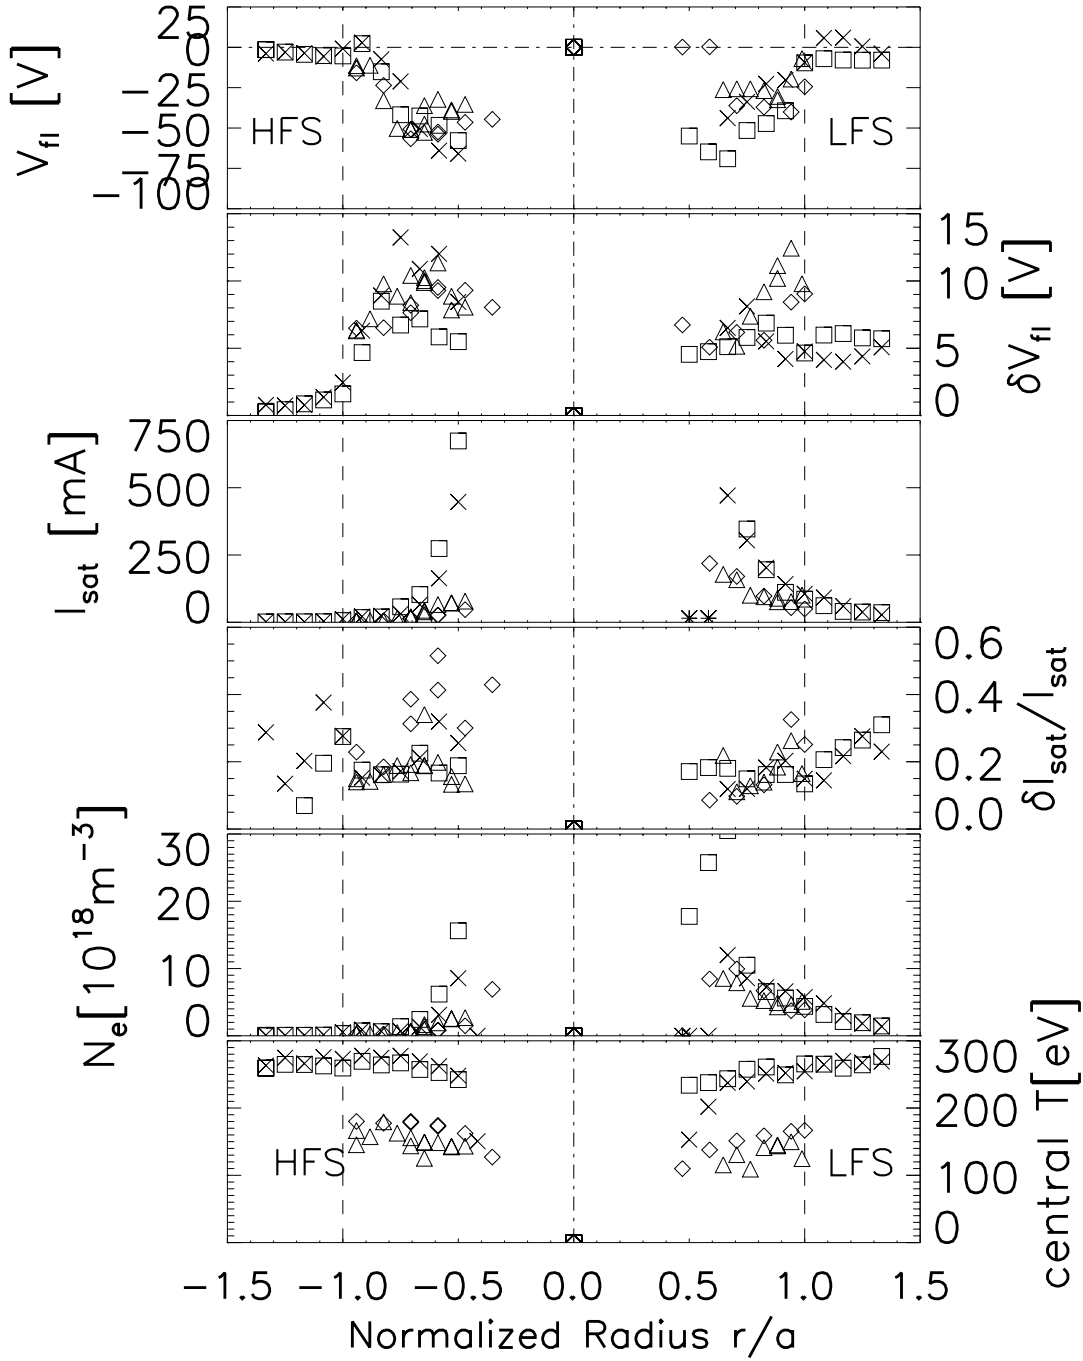 25
0
−25
−50
−75
−100
V_fl [V]
HFS
LFS
15
10
5
0
δV_fl [V]
750
500
250
0
I_sat [mA]
0.6
0.4
0.2
0.0
δI_sat/I_sat
30
20
10
0
N_e[10^18m^−3]
300
200
100
0
central T[eV]
HFS
LFS
−1.5 −1.0 −0.5 0.0 0.5 1.0 1.5
Normalized Radius r/a